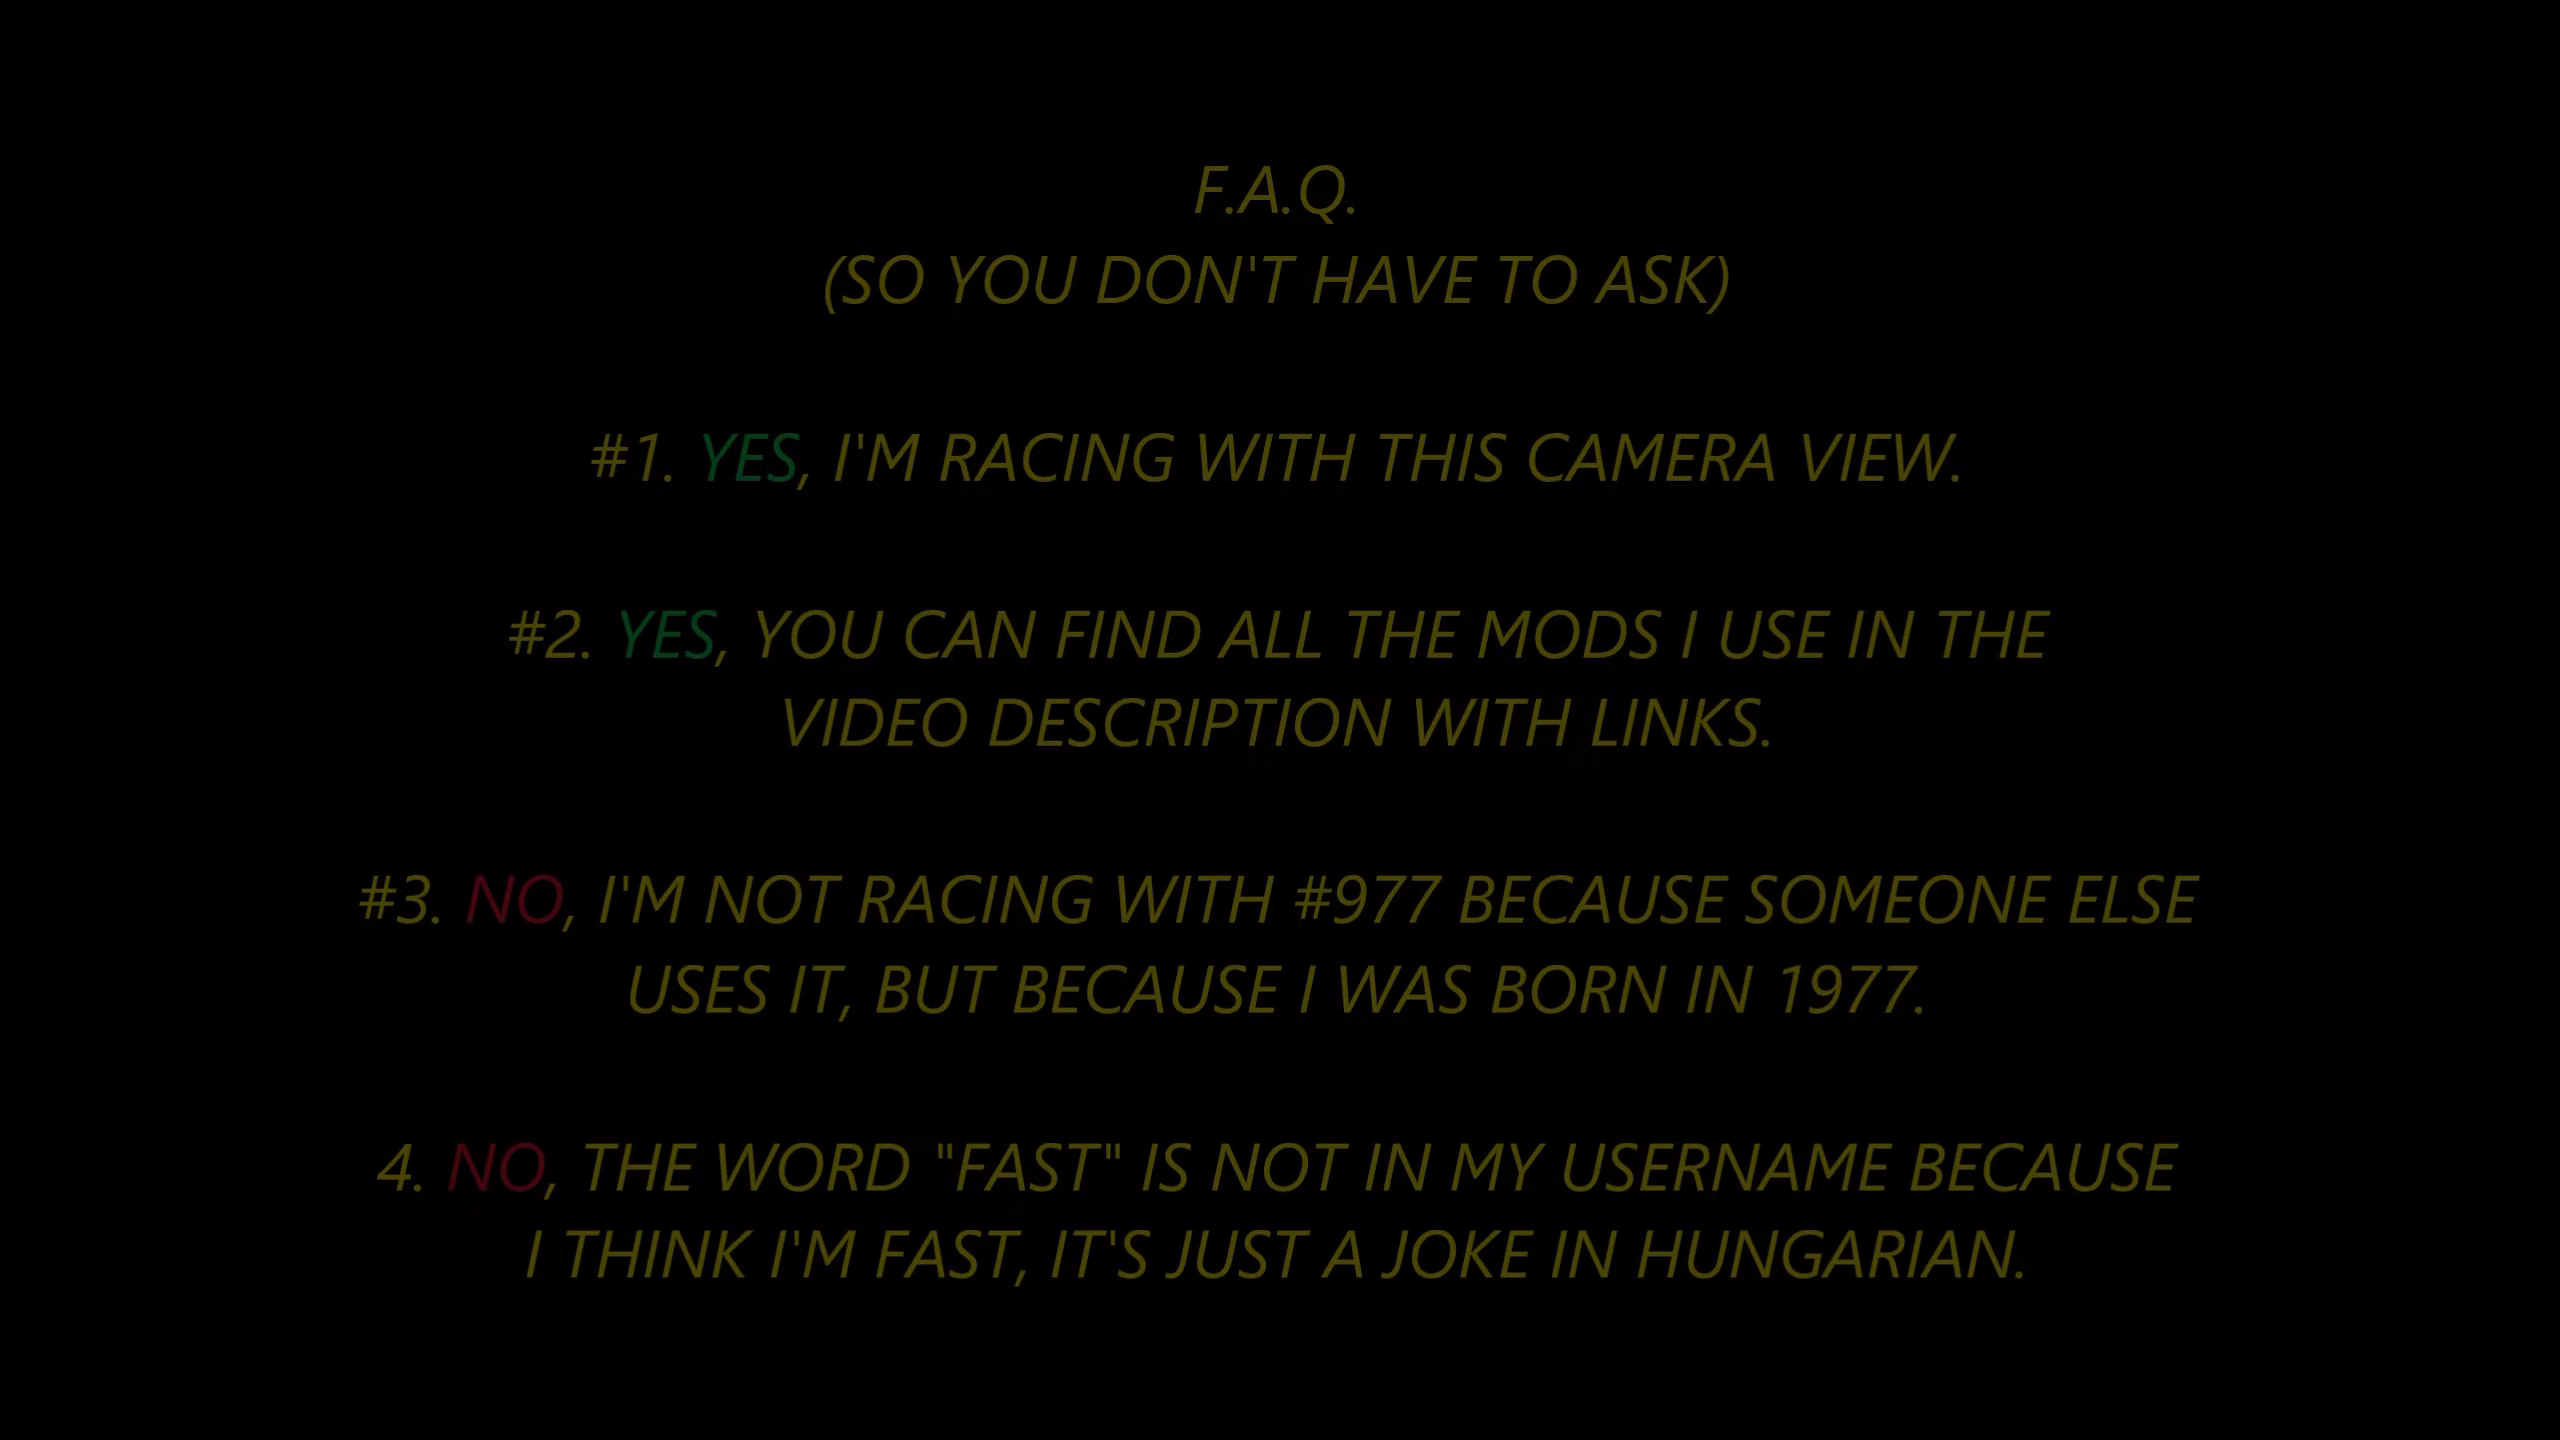 F.A.Q.
(SO YOU DON'T HAVE TO ASK)
#1. YES, I'M RACING WITH THIS CAMERA VIEW.
#2. YES, YOU CAN FIND ALL THE MODS I USE IN THE
VIDEO DESCRIPTION WITH LINKS.
#3. NO, I'M NOT RACING WITH #977 BECAUSE SOMEONE ELSE
USES IT, BUT BECAUSE I WAS BORN IN 1977.
4. NO, THE WORD "FAST" IS NOT IN MY USERNAME BECAUSE
I THINK I'M FAST, IT'S JUST A JOKE IN HUNGARIAN.